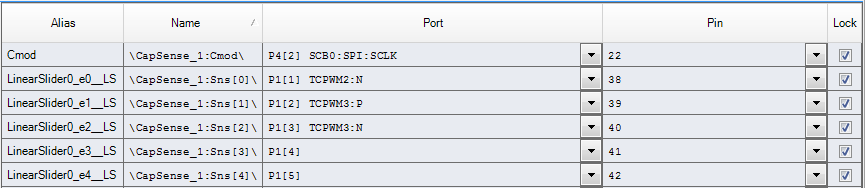 Alias Name / Port Pin Lock
Cmod \CapSense_1:Cmod\ P4[2] SCB0:SPI:SCLK 22
LinearSlider0_e0__LS \CapSense_1:Sns[0]\ P1[1] TCPWM2:N 38
LinearSlider0_e1__LS \CapSense_1:Sns[1]\ P1[2] TCPWM3:P 39
LinearSlider0_e2__LS \CapSense_1:Sns[2]\ P1[3] TCPWM3:N 40
LinearSlider0_e3__LS \CapSense_1:Sns[3]\ P1[4] 41
LinearSlider0_e4__LS \CapSense_1:Sns[4]\ P1[5] 42